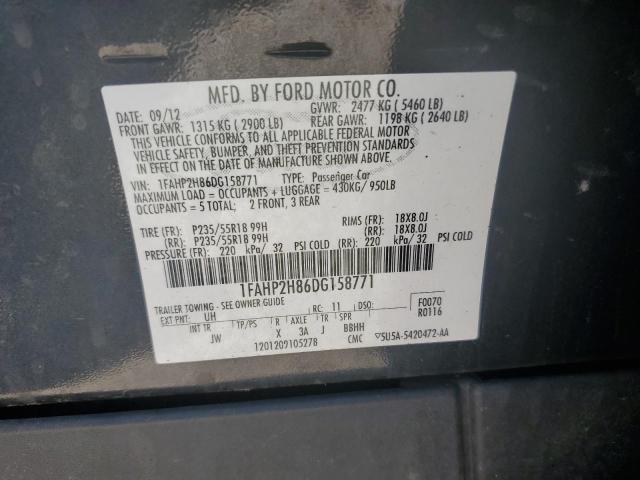 MFD. BY FORD MOTOR CO.
DATE: 09/12 GVWR: 2477 KG ( 5460 LB)
FRONT GAWR: 1315 KG ( 2900 LB) REAR GAWR: 1198 KG ( 2640 LB)
THIS VEHICLE CONFORMS TO ALL APPLICABLE FEDERAL MOTOR
VEHICLE SAFETY, BUMPER, AND THEFT PREVENTION STANDARDS
IN EFFECT ON THE DATE OF MANUFACTURE SHOWN ABOVE.
VIN: 1FAHP2H86DG158771 TYPE: Passenger Car
MAXIMUM LOAD = OCCUPANTS + LUGGAGE = 430KG/ 950LB
OCCUPANTS = 5 TOTAL: 2 FRONT, 3 REAR
TIRE (FR): P235/55R18 99H RIMS (FR): 18X8.0J
(RR): P235/55R18 99H (RR): 18X8.0J
PRESSURE (FR): 220 kPa/ 32 PSI COLD (RR): 220 kPa/ 32 PSI COLD
1FAHP2H86DG158771
TRAILER TOWING - SEE OWNER GUIDE
EXT PNT: UH RC: 11 DSO: F0070
INT TR TP/PS R AXLE TR SPR R0116
JW X 3A J BBHH
1201209105278 CMC 5U5A-5420472-AA